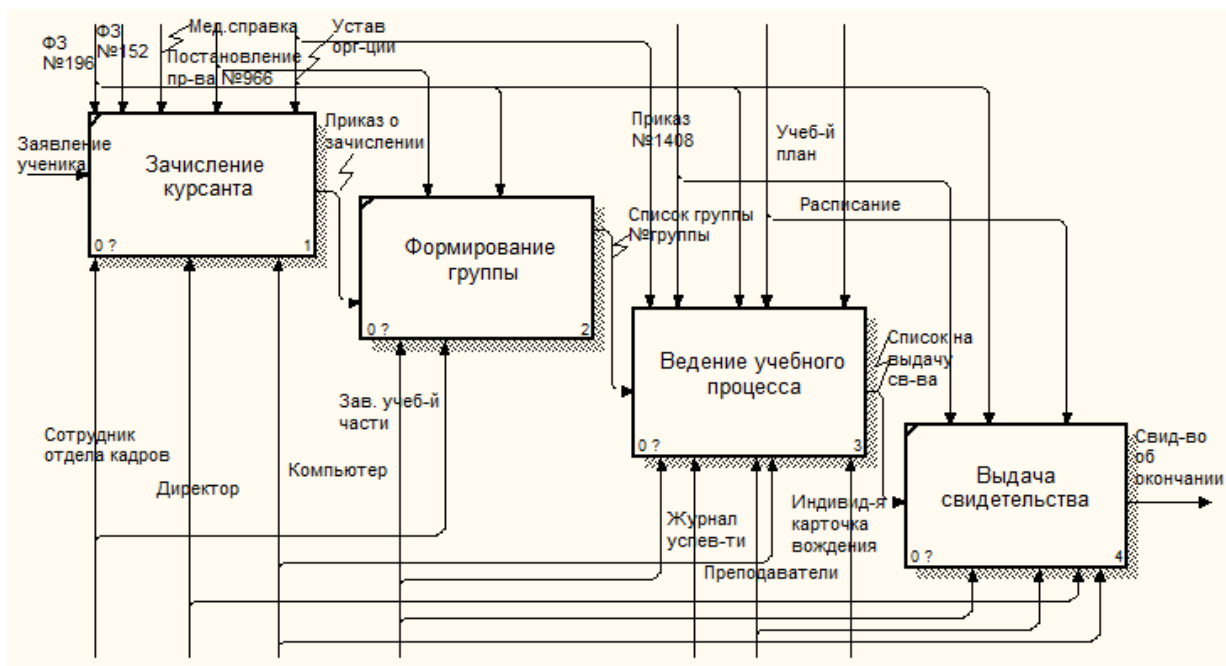 ФЗ
№196
ФЗ
№152
Мед.справка
Постановление
пр-ва №966
Устав
орг-ции
Заявление
ученика
Зачисление
курсанта
0 ?
1
Приказ о
зачислении
Формирование
группы
0 ?
2
Список группы
№группы
Приказ
№1408
Учеб-й
план
Расписание
Ведение учебного
процесса
0 ?
3
Список на
выдачу
св-ва
Выдача
свидетельства
0 ?
4
Свид-во
об
окончании
Сотрудник
отдела кадров
Директор
Компьютер
Зав. учеб-й
части
Журнал
успев-ти
Преподаватели
Индивид-я
карточка
вождения